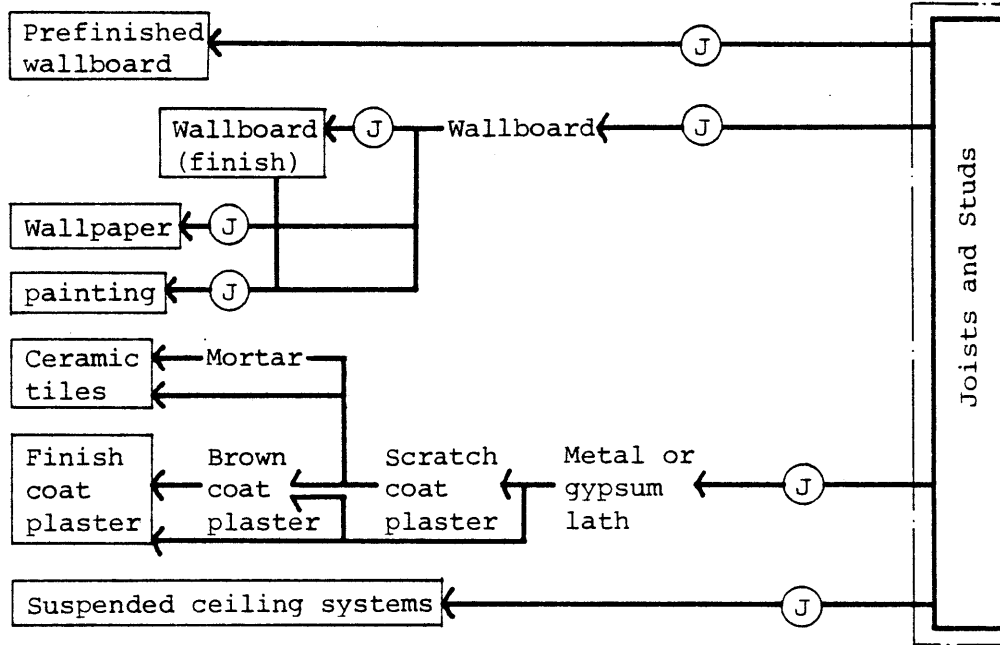 Prefinished
wallboard
J
Wallboard
(finish)
J
Wallboard
J
Wallpaper
J
painting
J
Ceramic
tiles
Mortar
Finish
coat
plaster
Brown
coat
plaster
Scratch
coat
plaster
Metal or
gypsum
lath
J
Suspended ceiling systems
J
Joists and Studs